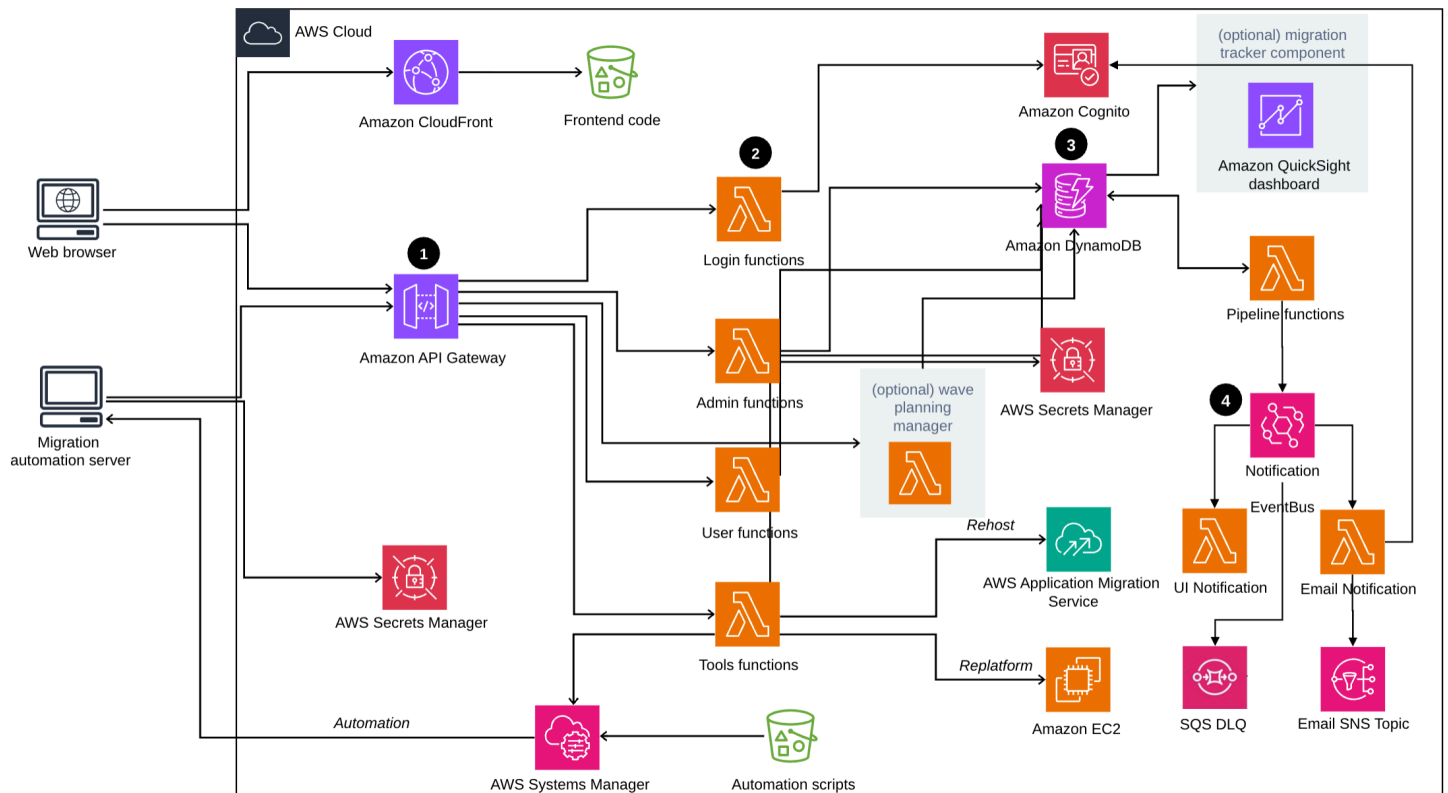 AWS Cloud
(optional) migration
tracker component
Amazon CloudFront
Frontend code
Amazon Cognito
Amazon QuickSight
dashboard
2
3
Web browser
1
Login functions
Amazon DynamoDB
Pipeline functions
Amazon API Gateway
Admin functions
(optional) wave
planning
manager
AWS Secrets Manager
4
Migration
automation server
Notification
EventBus
User functions
Rehost
AWS Application Migration
Service
UI Notification
Email Notification
AWS Secrets Manager
Tools functions
Replatform
Automation
Amazon EC2
SQS DLQ
Email SNS Topic
AWS Systems Manager
Automation scripts